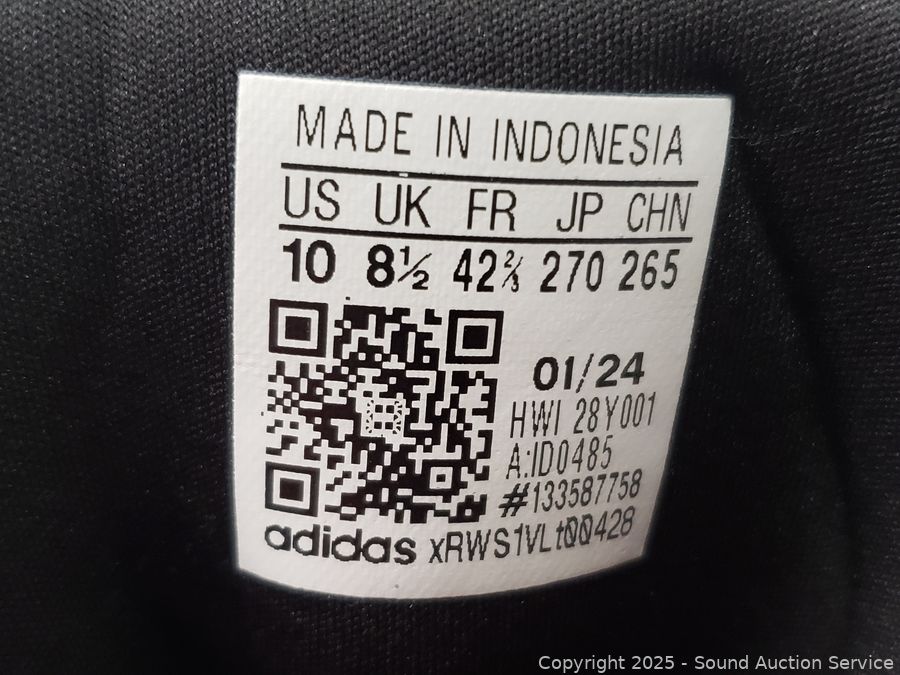 MADE IN INDONESIA
US UK FR JP CHN
10 8½ 42⅔ 270 265
01/24
HWI 28Y001
A:ID0485
#133587758
adidas xRWS1VLt00428
Copyright 2025 - Sound Auction Service